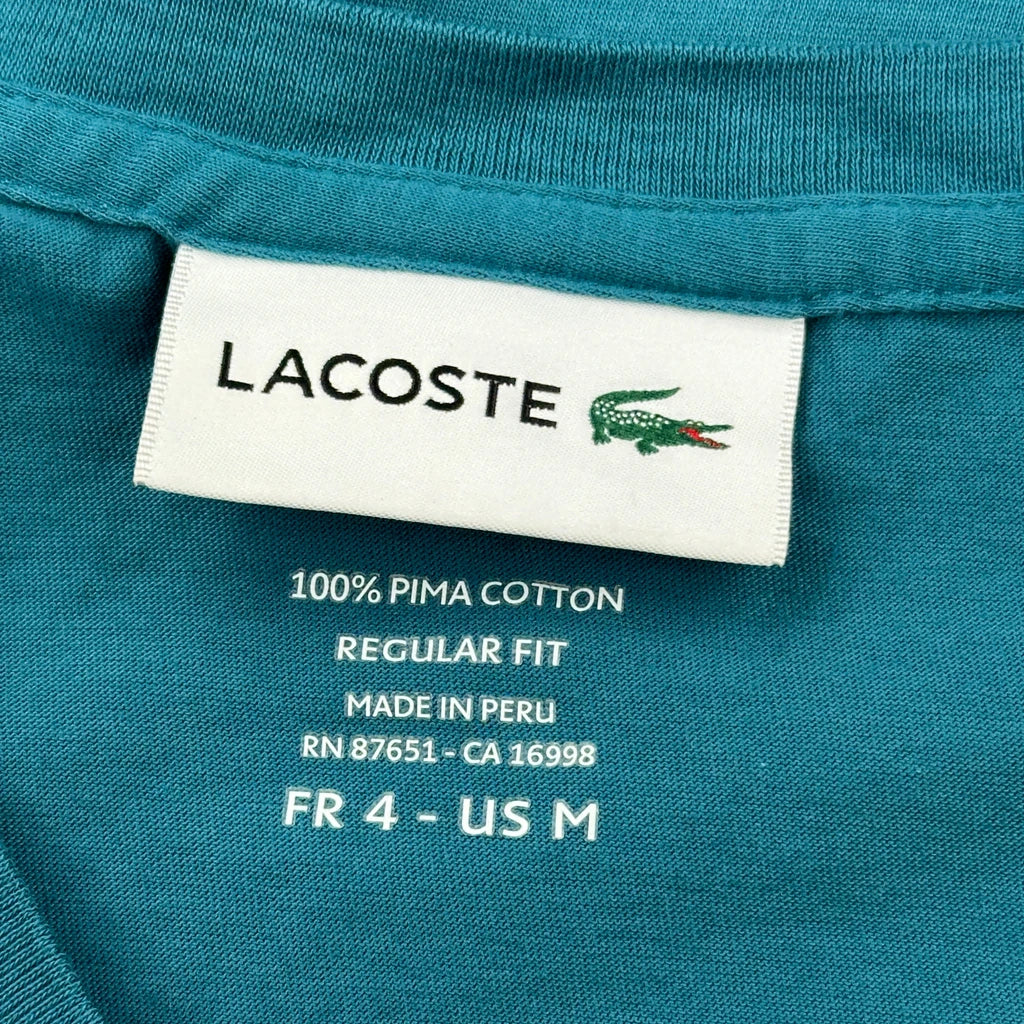 LACOSTE
100% PIMA COTTON
REGULAR FIT
MADE IN PERU
RN 87651 - CA 16998
FR 4 - US M